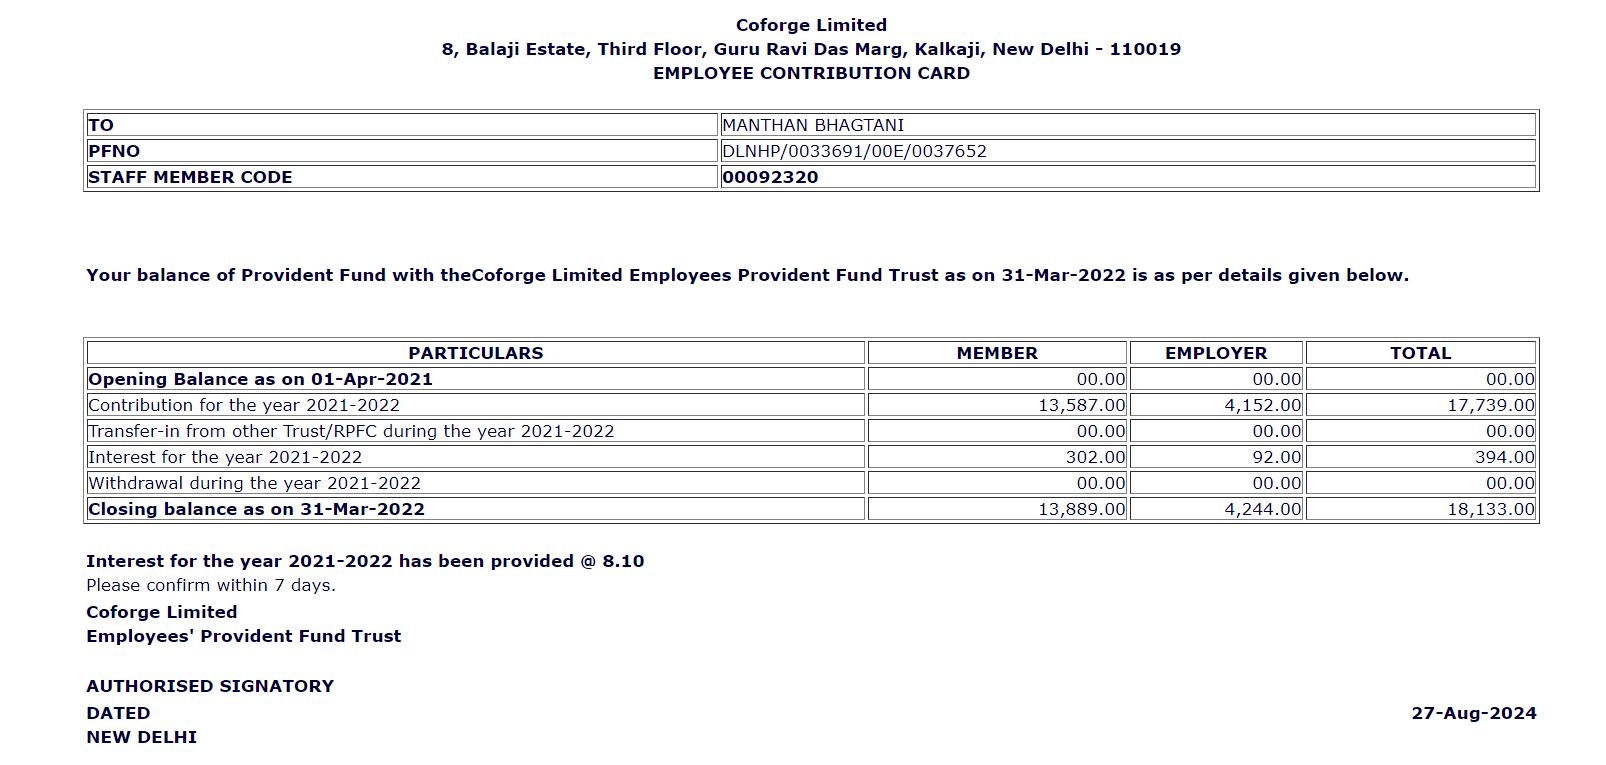 Coforge Limited
8, Balaji Estate, Third Floor, Guru Ravi Das Marg, Kalkaji, New Delhi - 110019
EMPLOYEE CONTRIBUTION CARD
TO MANTHAN BHAGTANI
PFNO DLNHP/0033691/00E/0037652
STAFF MEMBER CODE 00092320
Your balance of Provident Fund with theCoforge Limited Employees Provident Fund Trust as on 31-Mar-2022 is as per details given below.
PARTICULARS MEMBER EMPLOYER TOTAL
Opening Balance as on 01-Apr-2021 00.00 00.00 00.00
Contribution for the year 2021-2022 13,587.00 4,152.00 17,739.00
Transfer-in from other Trust/RPFC during the year 2021-2022 00.00 00.00 00.00
Interest for the year 2021-2022 302.00 92.00 394.00
Withdrawal during the year 2021-2022 00.00 00.00 00.00
Closing balance as on 31-Mar-2022 13,889.00 4,244.00 18,133.00
Interest for the year 2021-2022 has been provided @ 8.10
Please confirm within 7 days.
Coforge Limited
Employees' Provident Fund Trust
AUTHORISED SIGNATORY
DATED 27-Aug-2024
NEW DELHI